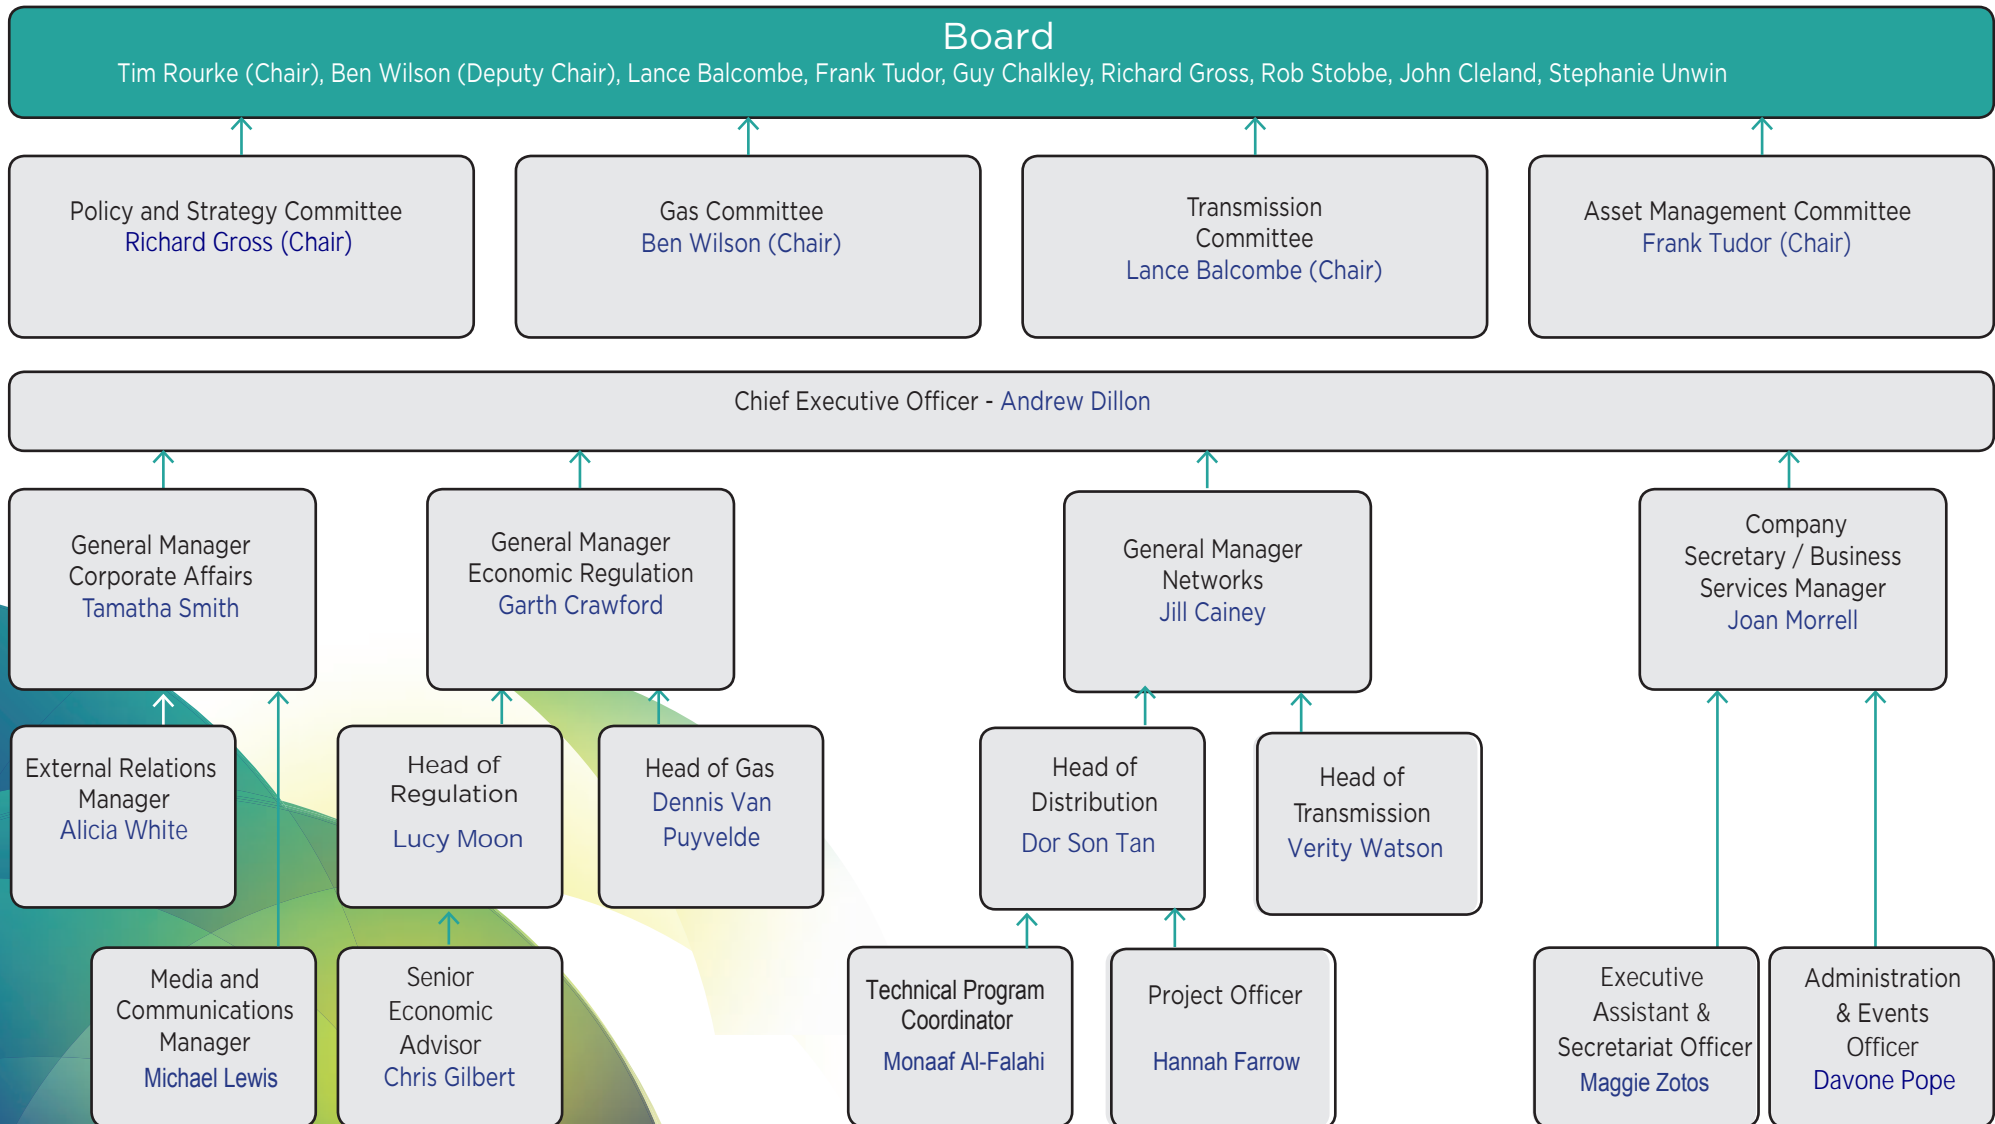 Board
Tim Rourke (Chair), Ben Wilson (Deputy Chair), Lance Balcombe, Frank Tudor, Guy Chalkley, Richard Gross, Rob Stobbe, John Cleland, Stephanie Unwin
Policy and Strategy Committee
Richard Gross (Chair)
Gas Committee
Ben Wilson (Chair)
Transmission
Committee
Lance Balcombe (Chair)
Asset Management Committee
Frank Tudor (Chair)
Chief Executive Officer - Andrew Dillon
General Manager
Corporate Affairs
Tamatha Smith
General Manager
Economic Regulation
Garth Crawford
General Manager
Networks
Jill Cainey
Company
Secretary / Business
Services Manager
Joan Morrell
External Relations
Manager
Alicia White
Head of
Regulation
Lucy Moon
Head of Gas
Dennis Van
Puyvelde
Head of
Distribution
Dor Son Tan
Head of
Transmission
Verity Watson
Media and
Communications
Manager
Michael Lewis
Senior
Economic
Advisor
Chris Gilbert
Technical Program
Coordinator
Monaaf Al-Falahi
Project Officer
Hannah Farrow
Executive
Assistant &
Secretariat Officer
Maggie Zotos
Administration
& Events
Officer
Davone Pope